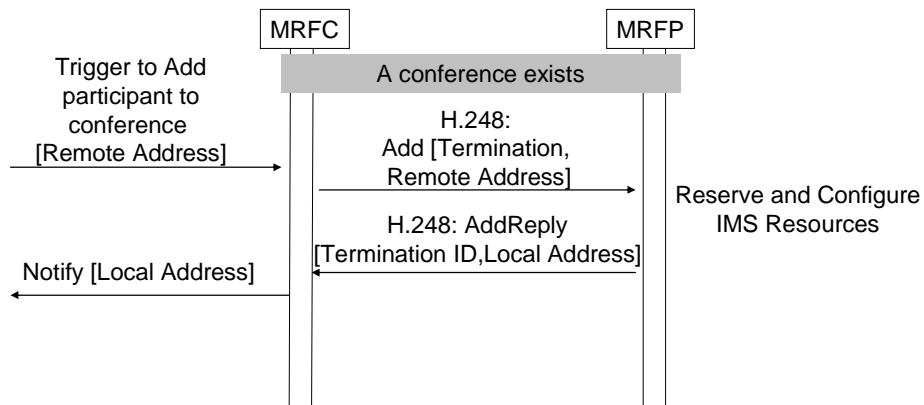 MRFC
MRFP
A conference exists
Trigger to Add
participant to
conference
[Remote Address]
H.248:
Add [Termination,
Remote Address]
Reserve and Configure
IMS Resources
H.248: AddReply
[Termination ID,Local Address]
Notify [Local Address]